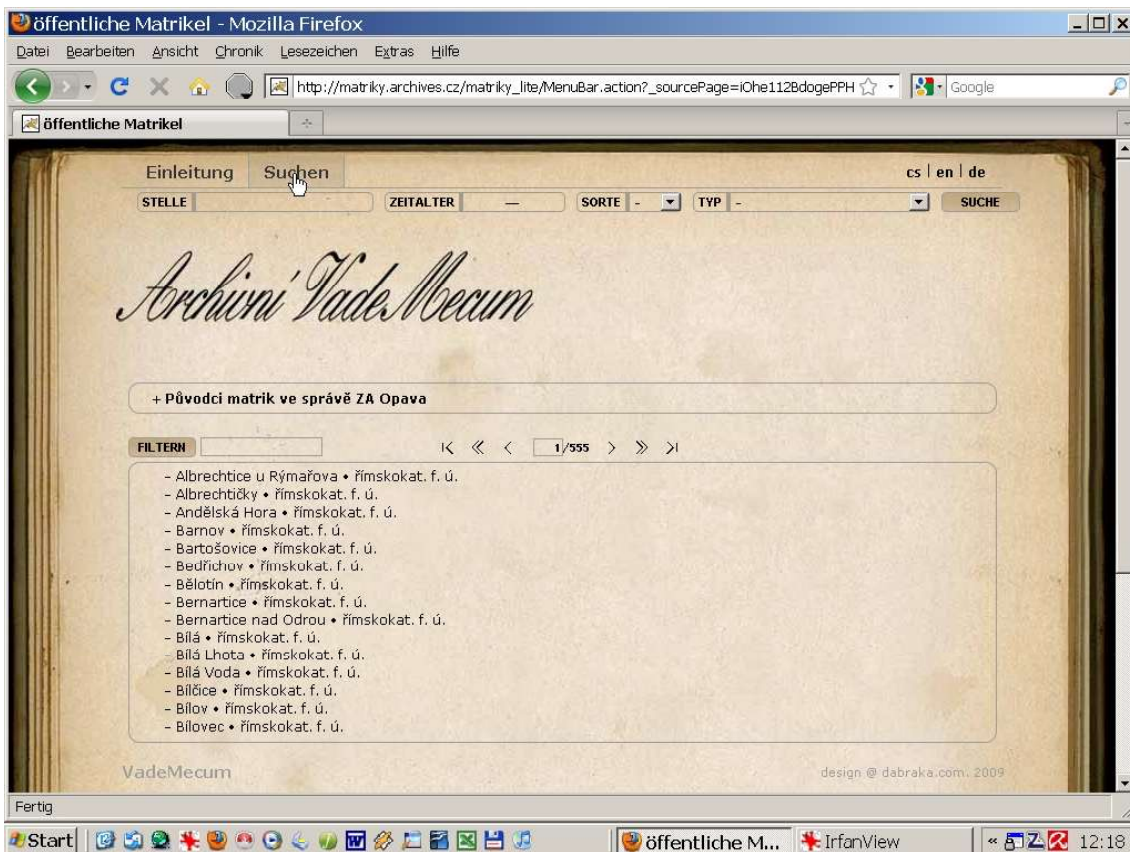 öffentliche Matrikel - Mozilla Firefox
Datei Bearbeiten Ansicht Chronik Lesezeichen Extras Hilfe
http://matriky.archives.cz/matriky_lite/MenuBar.action?_sourcePage=iOhe112BdogePPH Google
öffentliche Matrikel
Einleitung Suchen cs | en | de
STELLE ZEITALTER — SORTE - TYP - SUCHE
Archivní VadeMecum
+ Původci matrik ve správě ZA Opava
FILTERN 1/555
– Albrechtice u Rýmařova • římskokat. f. ú.
– Albrechtičky • římskokat. f. ú.
– Andělská Hora • římskokat. f. ú.
– Barnov • římskokat. f. ú.
– Bartošovice • římskokat. f. ú.
– Bedřichov • římskokat. f. ú.
– Bělotín • římskokat. f. ú.
– Bernartice • římskokat. f. ú.
– Bernartice nad Odrou • římskokat. f. ú.
– Bílá • římskokat. f. ú.
– Bílá Lhota • římskokat. f. ú.
– Bílá Voda • římskokat. f. ú.
– Bílčice • římskokat. f. ú.
– Bílov • římskokat. f. ú.
– Bílovec • římskokat. f. ú.
VadeMecum design @ dabraka.com. 2009
Fertig
Start öffentliche M... IrfanView « 12:18